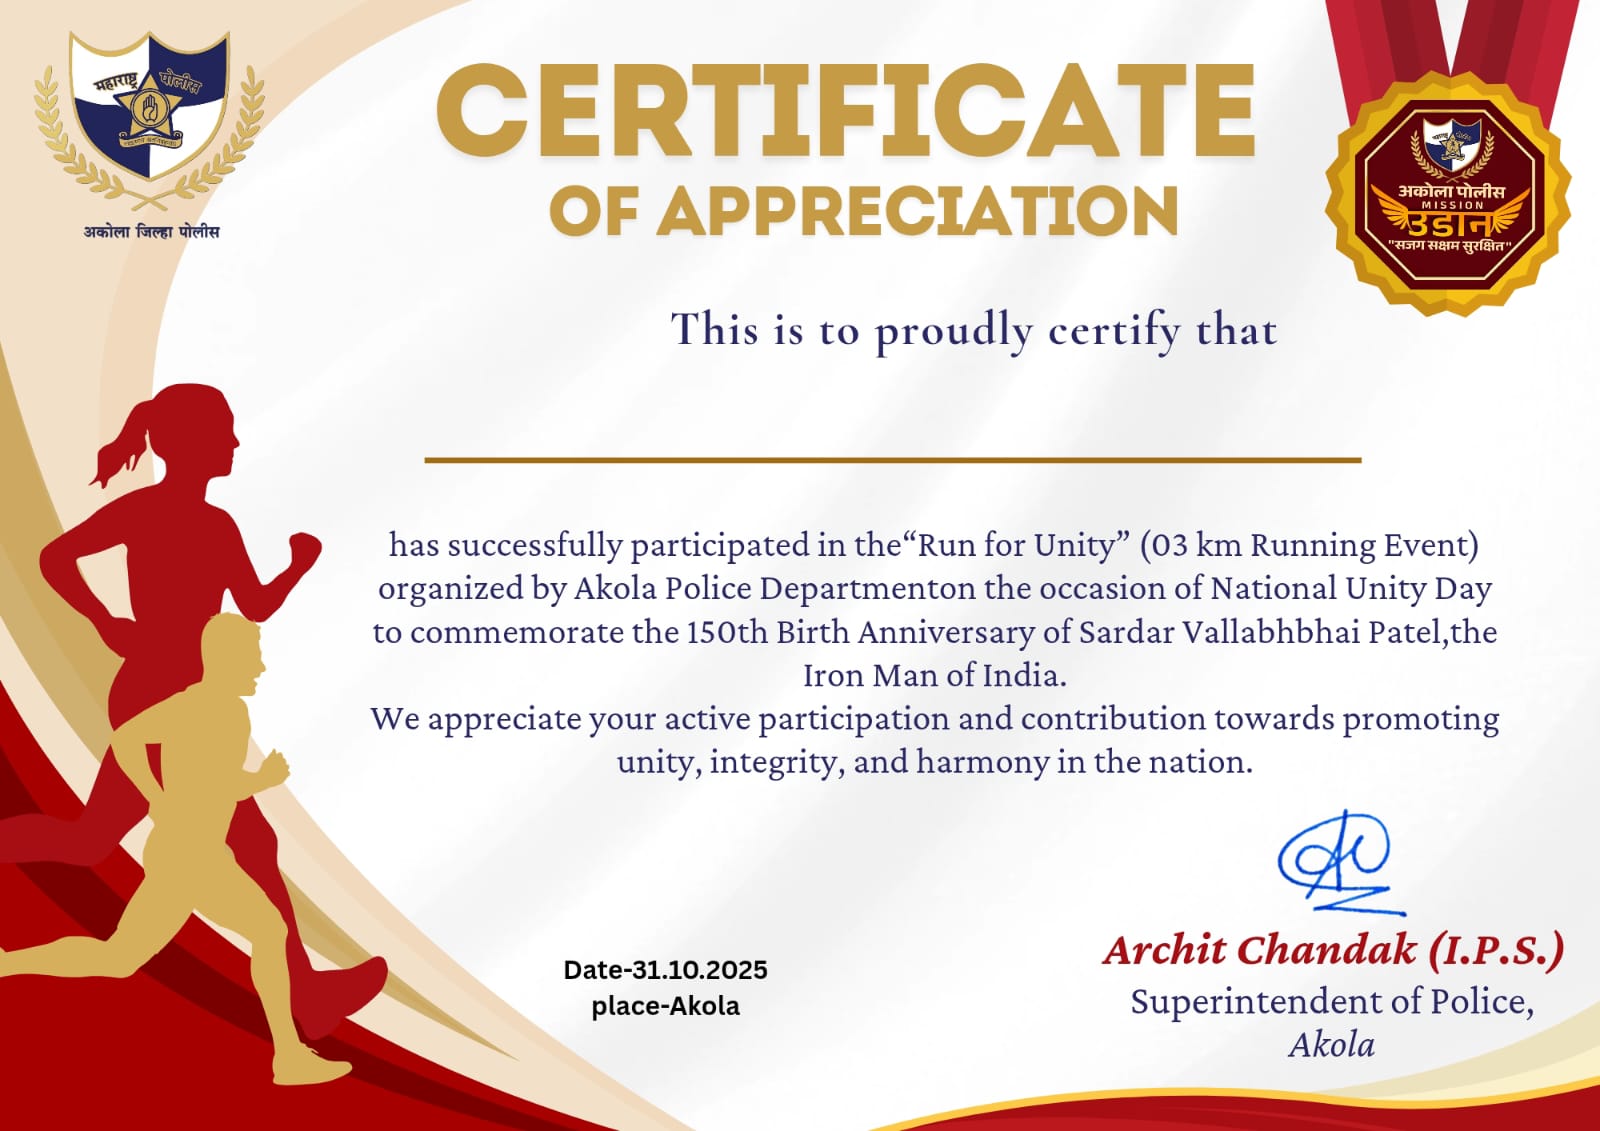 महाराष्ट्र पोलीस
अकोला जिल्हा पोलीस
CERTIFICATE
OF APPRECIATION
अकोला पोलीस
MISSION
उडान
"सजग सक्षम सुरक्षित"
This is to proudly certify that
has successfully participated in the“Run for Unity” (03 km Running Event)
organized by Akola Police Departmenton the occasion of National Unity Day
to commemorate the 150th Birth Anniversary of Sardar Vallabhbhai Patel,the
Iron Man of India.
We appreciate your active participation and contribution towards promoting
unity, integrity, and harmony in the nation.
Date-31.10.2025
place-Akola
Archit Chandak (I.P.S.)
Superintendent of Police,
Akola